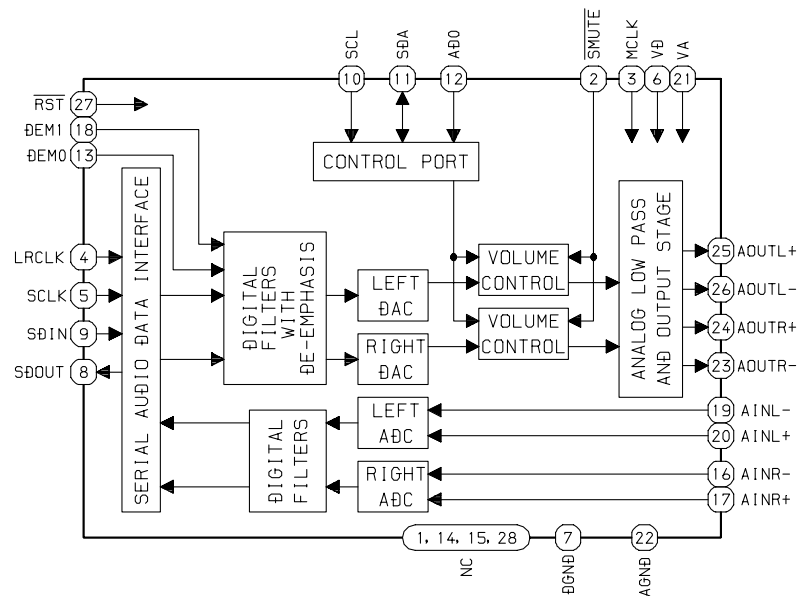 SCL
SDA
AD0
SMUTE
MCLK
VD
VA
10
11
12
2
3
6
21
RST 27
DEM1 18
DEM0 13
CONTROL PORT
LRCLK 4
SCLK 5
SDIN 9
SDOUT 8
SERIAL AUDIO DATA INTERFACE
DIGITAL
FILTERS
WITH
DE-EMPHASIS
LEFT
DAC
RIGHT
DAC
VOLUME
CONTROL
VOLUME
CONTROL
ANALOG LOW PASS
AND OUTPUT STAGE
25 AOUTL+
26 AOUTL-
24 AOUTR+
23 AOUTR-
DIGITAL
FILTERS
LEFT
ADC
RIGHT
ADC
19 AINL-
20 AINL+
16 AINR-
17 AINR+
1, 14, 15, 28
7
22
NC
DGND
AGND